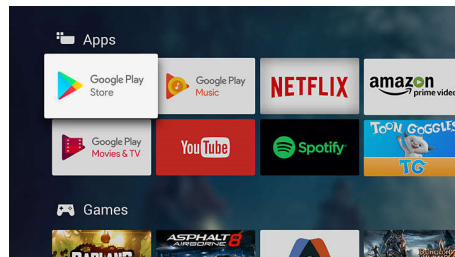 Apps
Google Play
Store
Google Play
Music
NETFLIX
amazon
prime video
Google Play
Movies & TV
YouTube
Spotify
TOON GOGGLES
TG
Games
BADLAND
ASPHALT 8
AIRBORNE